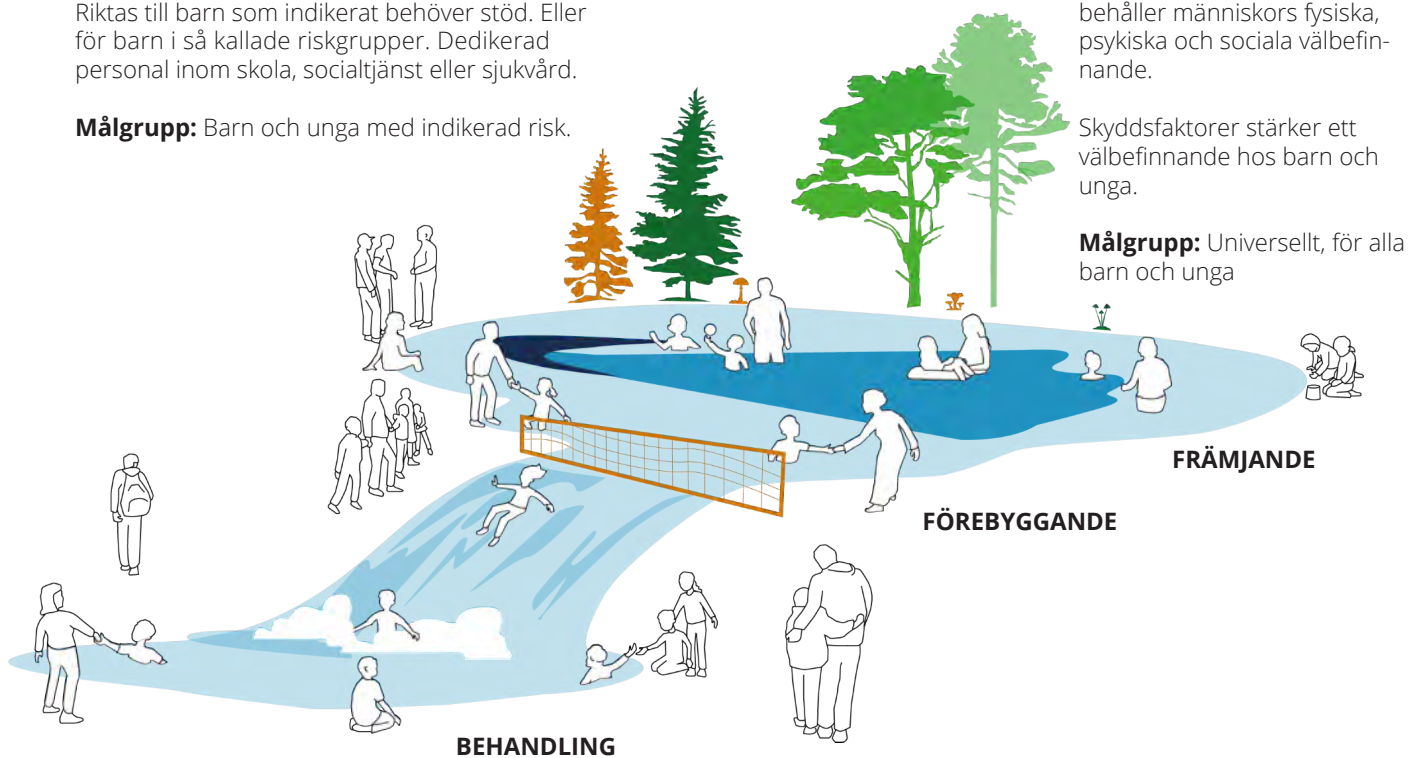 Riktas till barn som indikerat behöver stöd. Eller
för barn i så kallade riskgrupper. Dedikerad
personal inom skola, socialtjänst eller sjukvård.
Målgrupp: Barn och unga med indikerad risk.
behåller människors fysiska,
psykiska och sociala välbefin-
nande.
Skyddsfaktorer stärker ett
välbefinnande hos barn och
unga.
Målgrupp: Universellt, för alla
barn och unga
FRÄMJANDE
FÖREBYGGANDE
BEHANDLING